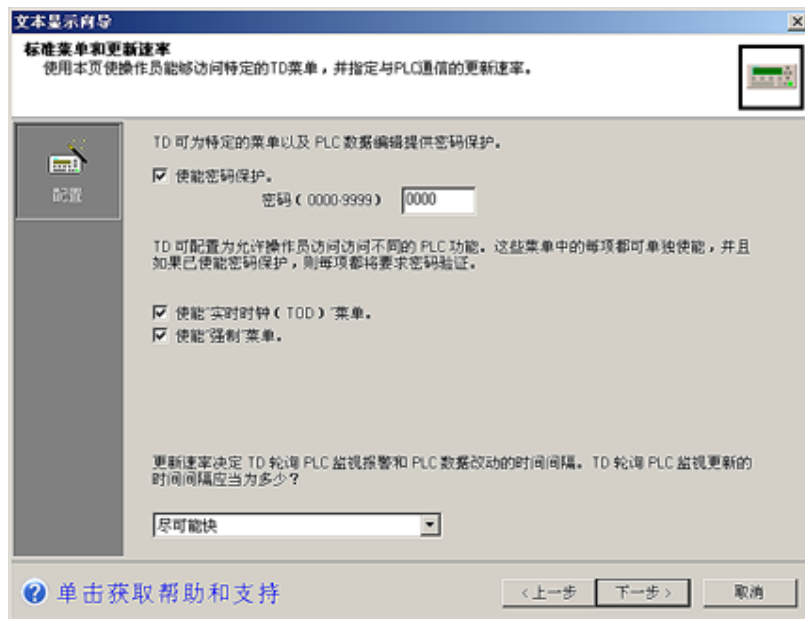 文本显示向导
标准菜单和更新速率
使用本页使操作员能够访问特定的TD菜单，并指定与PLC通信的更新速率。
配置
TD 可为特定的菜单以及 PLC 数据编辑提供密码保护。
使能密码保护。
密码（0000-9999） 0000
TD 可配置为允许操作员访问访问不同的 PLC 功能。这些菜单中的每项都可单独使能，并且
如果已使能密码保护，则每项都将要求密码验证。
使能"实时时钟（TOD）"菜单。
使能"强制"菜单。
更新速率决定 TD 轮询 PLC 监视报警和 PLC 数据改动的时间间隔。TD 轮询 PLC 监视更新的
时间间隔应当为多少？
尽可能快
单击获取帮助和支持
<上一步 下一步> 取消